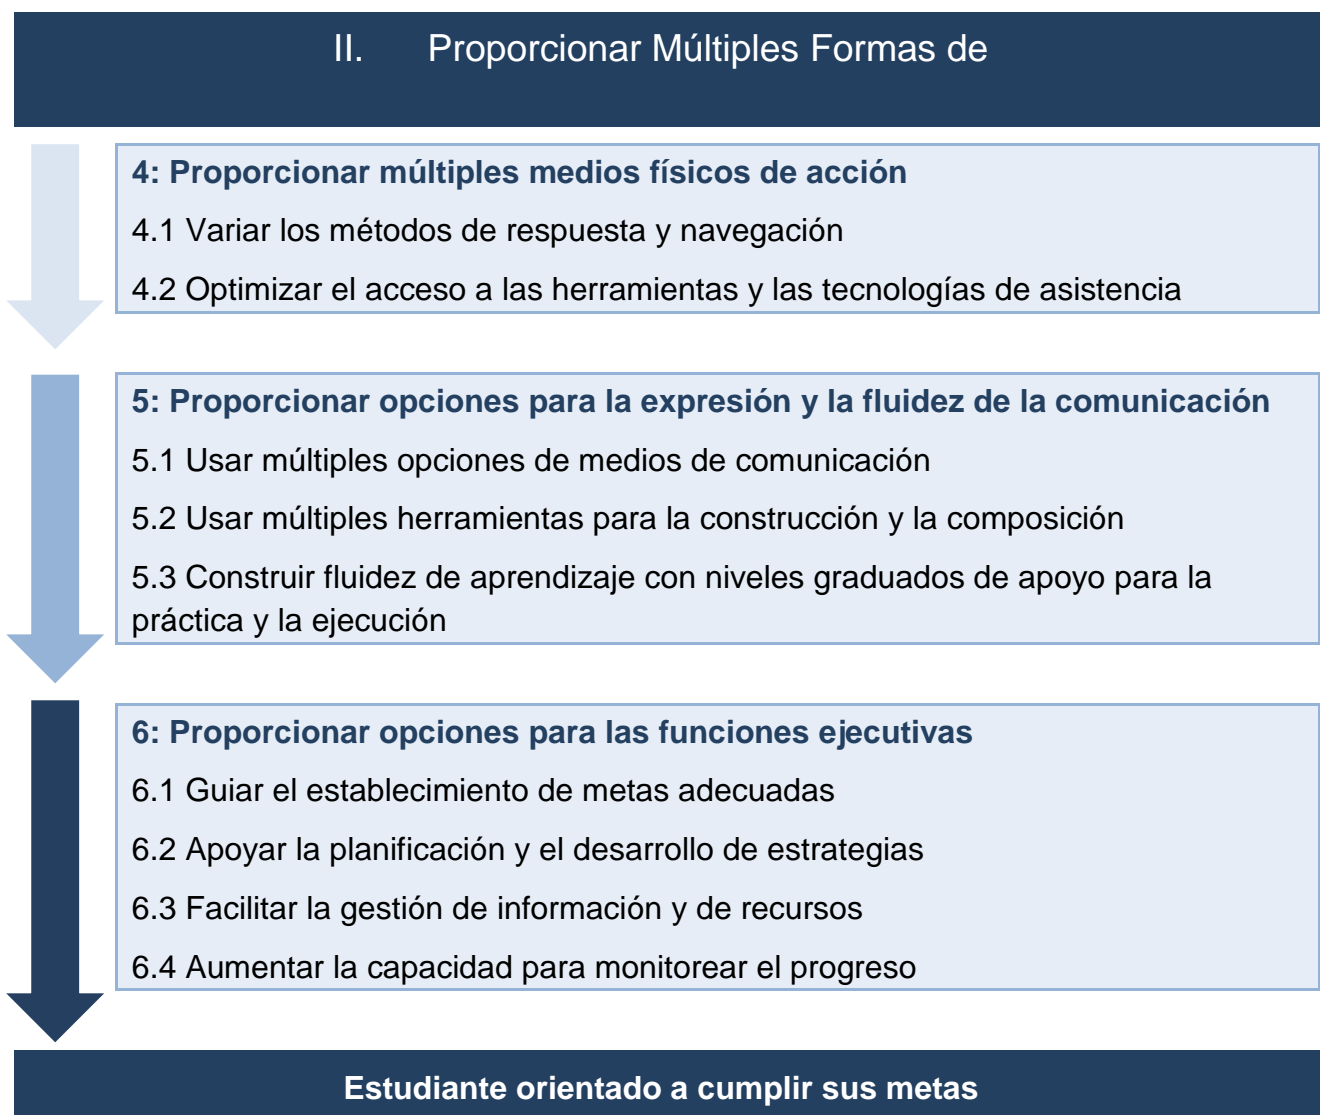 II. Proporcionar Múltiples Formas de
4: Proporcionar múltiples medios físicos de acción
4.1 Variar los métodos de respuesta y navegación
4.2 Optimizar el acceso a las herramientas y las tecnologías de asistencia
5: Proporcionar opciones para la expresión y la fluidez de la comunicación
5.1 Usar múltiples opciones de medios de comunicación
5.2 Usar múltiples herramientas para la construcción y la composición
5.3 Construir fluidez de aprendizaje con niveles graduados de apoyo para la
práctica y la ejecución
6: Proporcionar opciones para las funciones ejecutivas
6.1 Guiar el establecimiento de metas adecuadas
6.2 Apoyar la planificación y el desarrollo de estrategias
6.3 Facilitar la gestión de información y de recursos
6.4 Aumentar la capacidad para monitorear el progreso
Estudiante orientado a cumplir sus metas